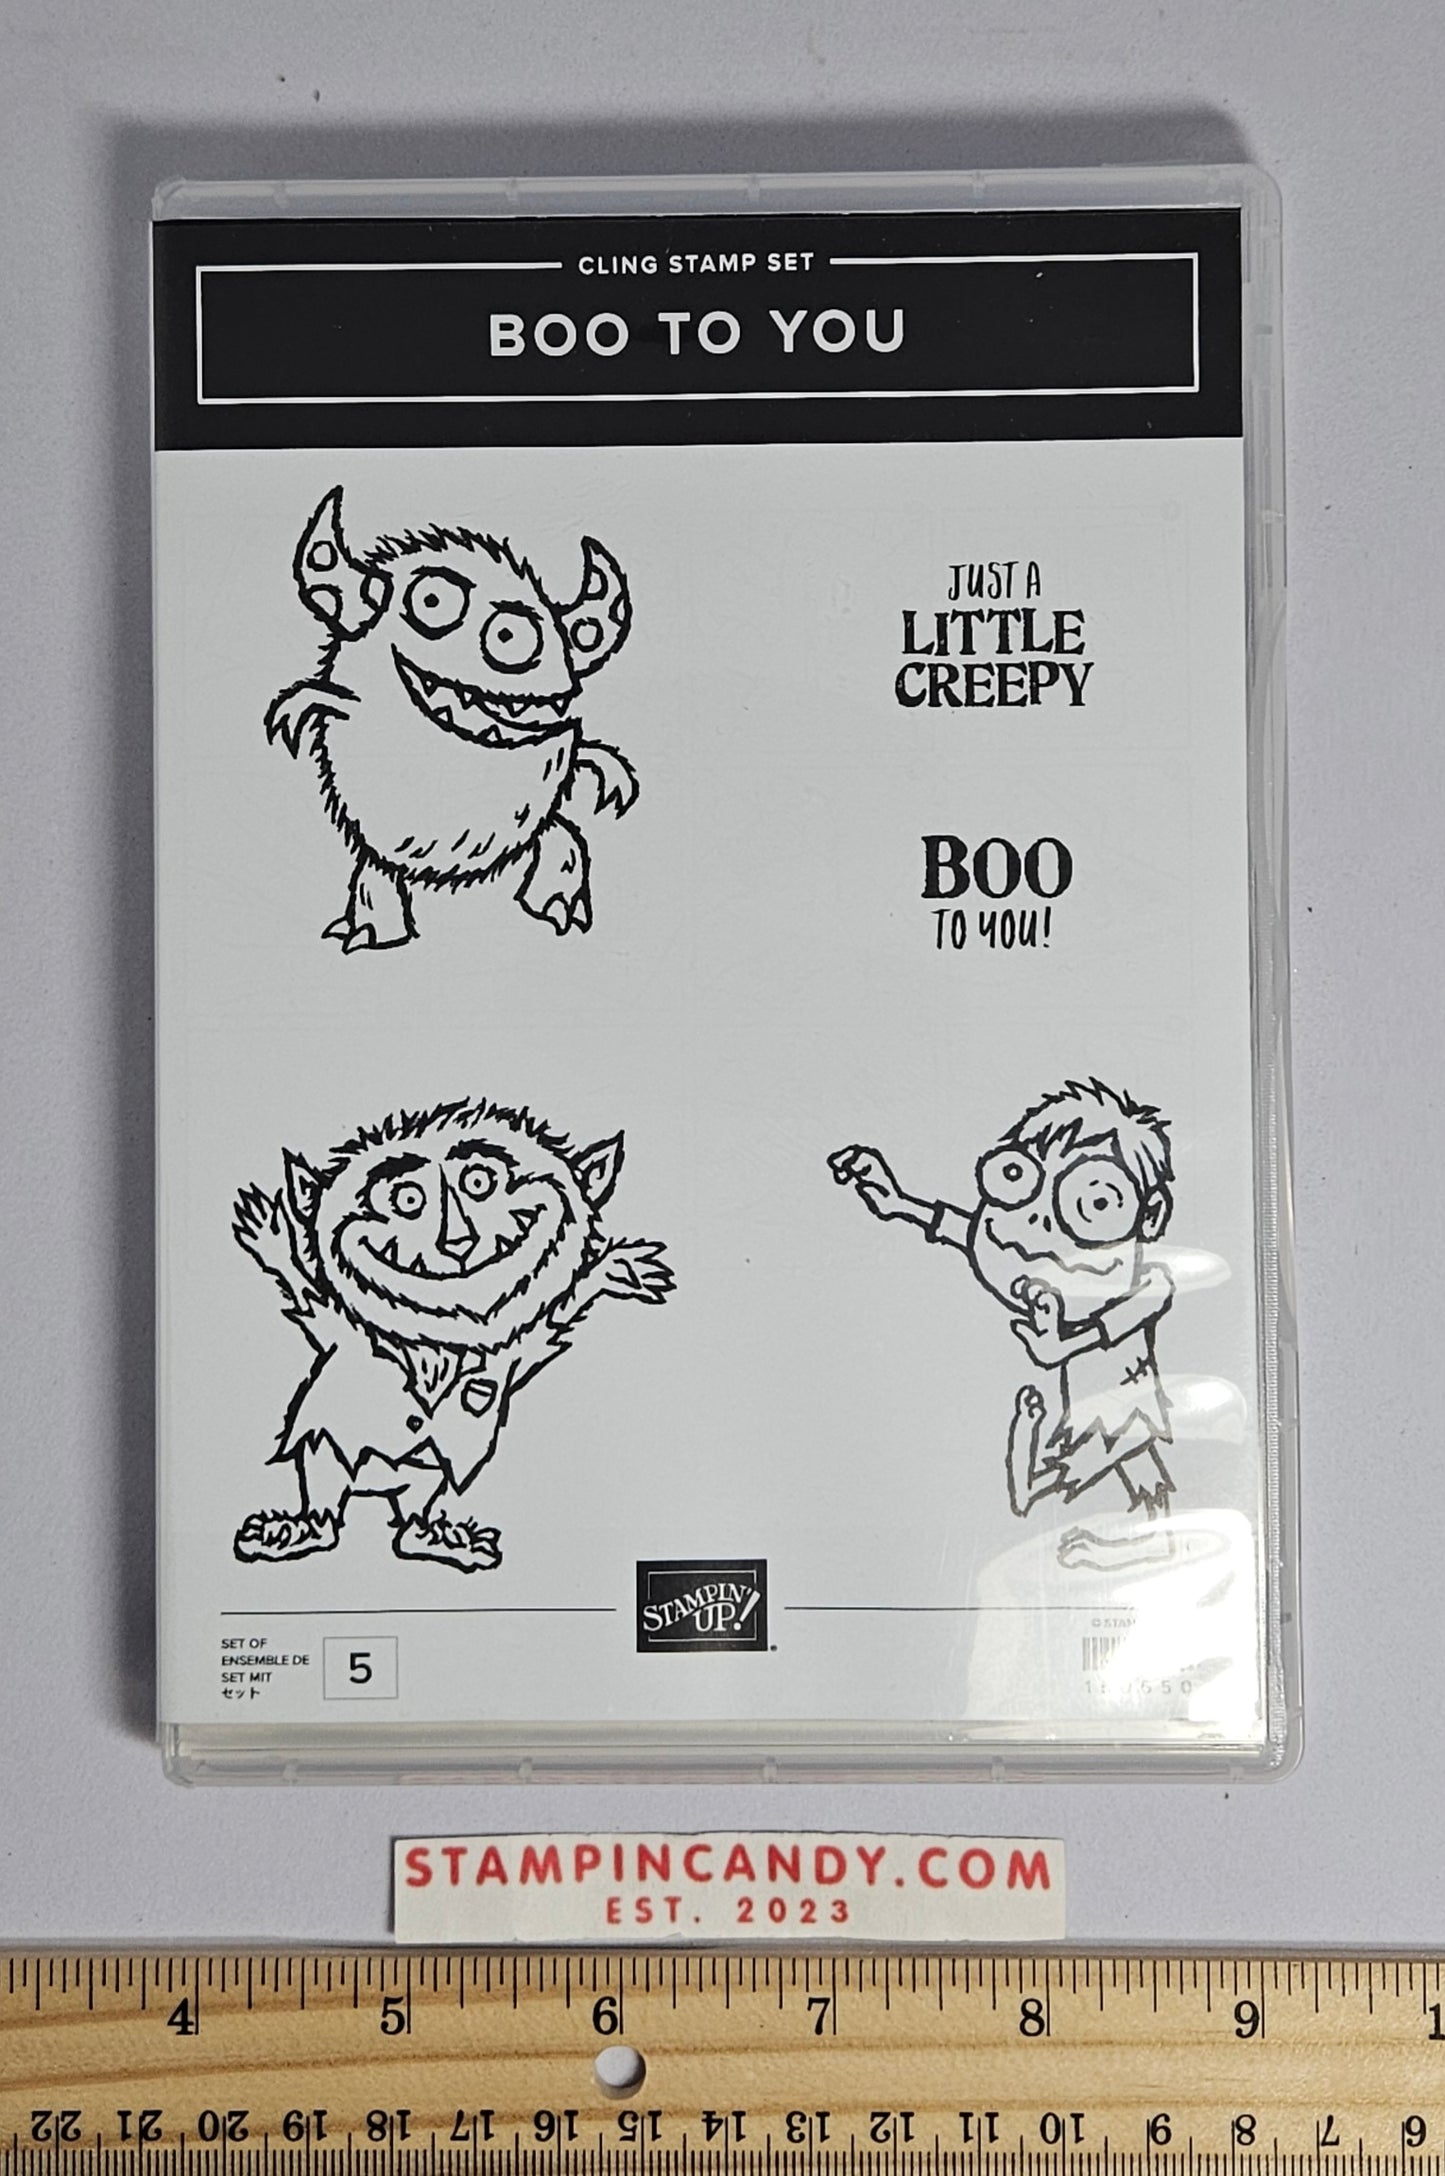 CLING STAMP SET
BOO TO YOU
JUST A
LITTLE
CREEPY
BOO
TO YOU!
STAMPIN'
UP!
SET OF
ENSEMBLE DE
SET MIT
セット
5
STAMPINCANDY.COM
EST. 2023
4 5 6 7 8 9 1
22 21 20 19 18 17 16 15 14 13 12 11 10 9 8 7 6